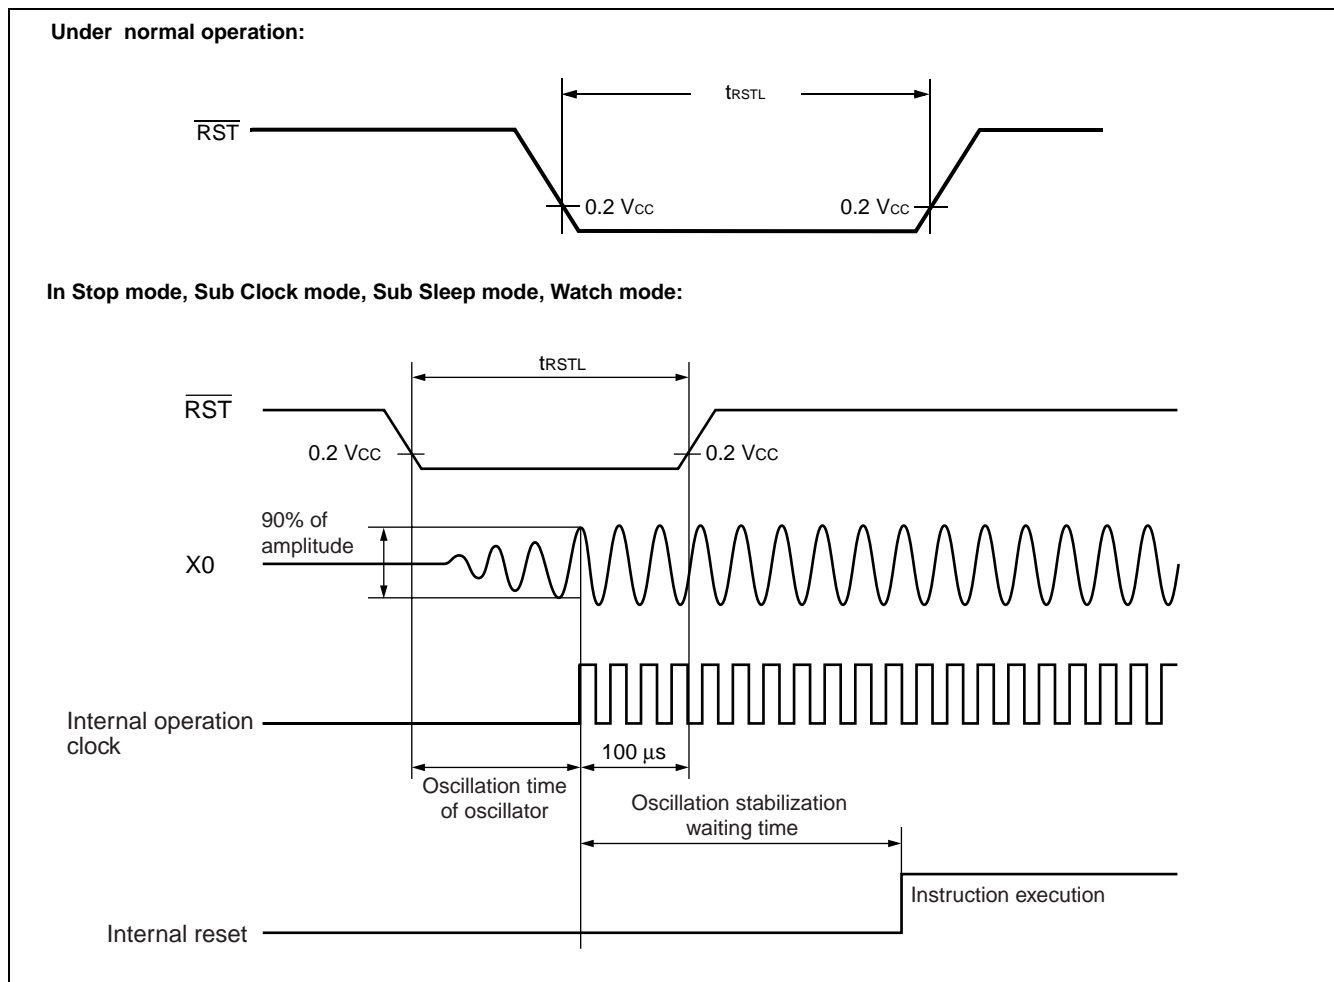 Under normal operation:
tRSTL
RST
0.2 VCC
0.2 VCC
In Stop mode, Sub Clock mode, Sub Sleep mode, Watch mode:
tRSTL
RST
0.2 VCC
0.2 VCC
90% of
amplitude
X0
Internal operation
clock
100 µs
Oscillation time
of oscillator
Oscillation stabilization
waiting time
Instruction execution
Internal reset